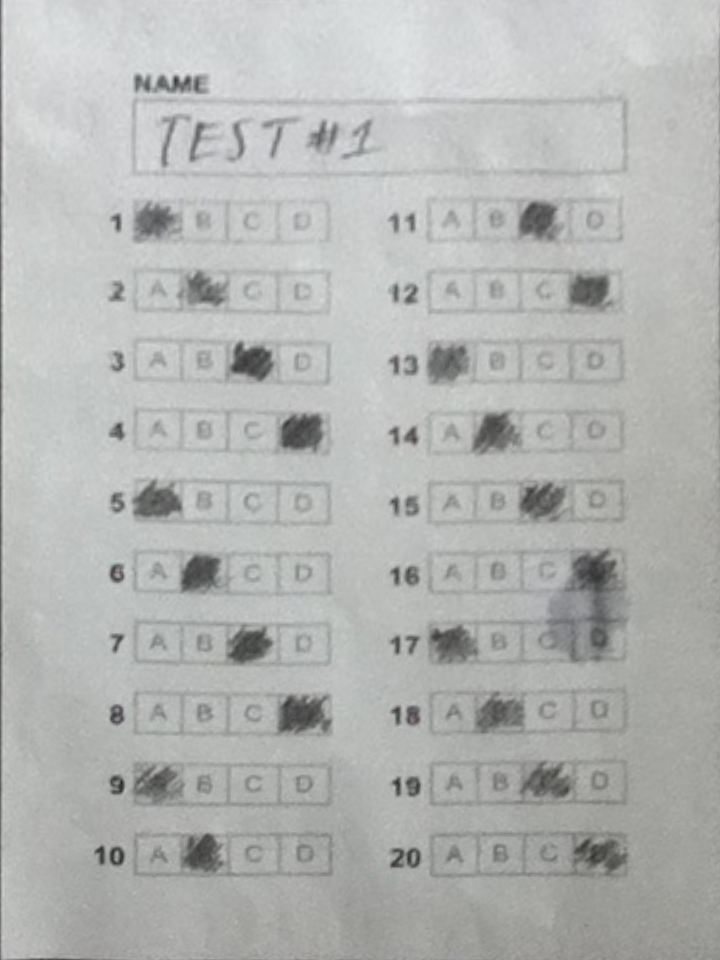 NAME
TEST #1
1 B C D
2 A C D
3 A B D
4 A B C
5 B C D
6 A C D
7 A B D
8 A B C
9 B C D
10 A C D
11 A B D
12 A B C
13 B C D
14 A C D
15 A B D
16 A B C
17 B C D
18 A C D
19 A B D
20 A B C